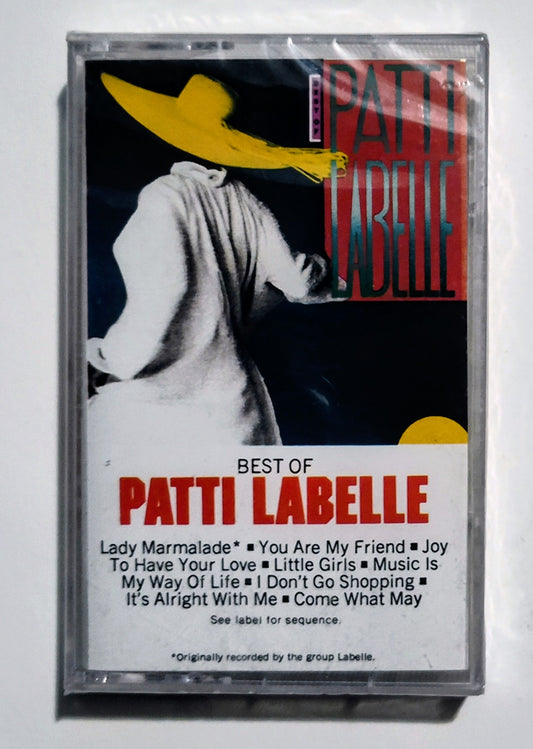 BEST OF
PATTI
LABELLE
BEST OF
PATTI LABELLE
Lady Marmalade* ■ You Are My Friend ■ Joy
To Have Your Love ■ Little Girls ■ Music Is
My Way Of Life ■ I Don't Go Shopping ■
It's Alright With Me ■ Come What May
See label for sequence.
*Originally recorded by the group Labelle.